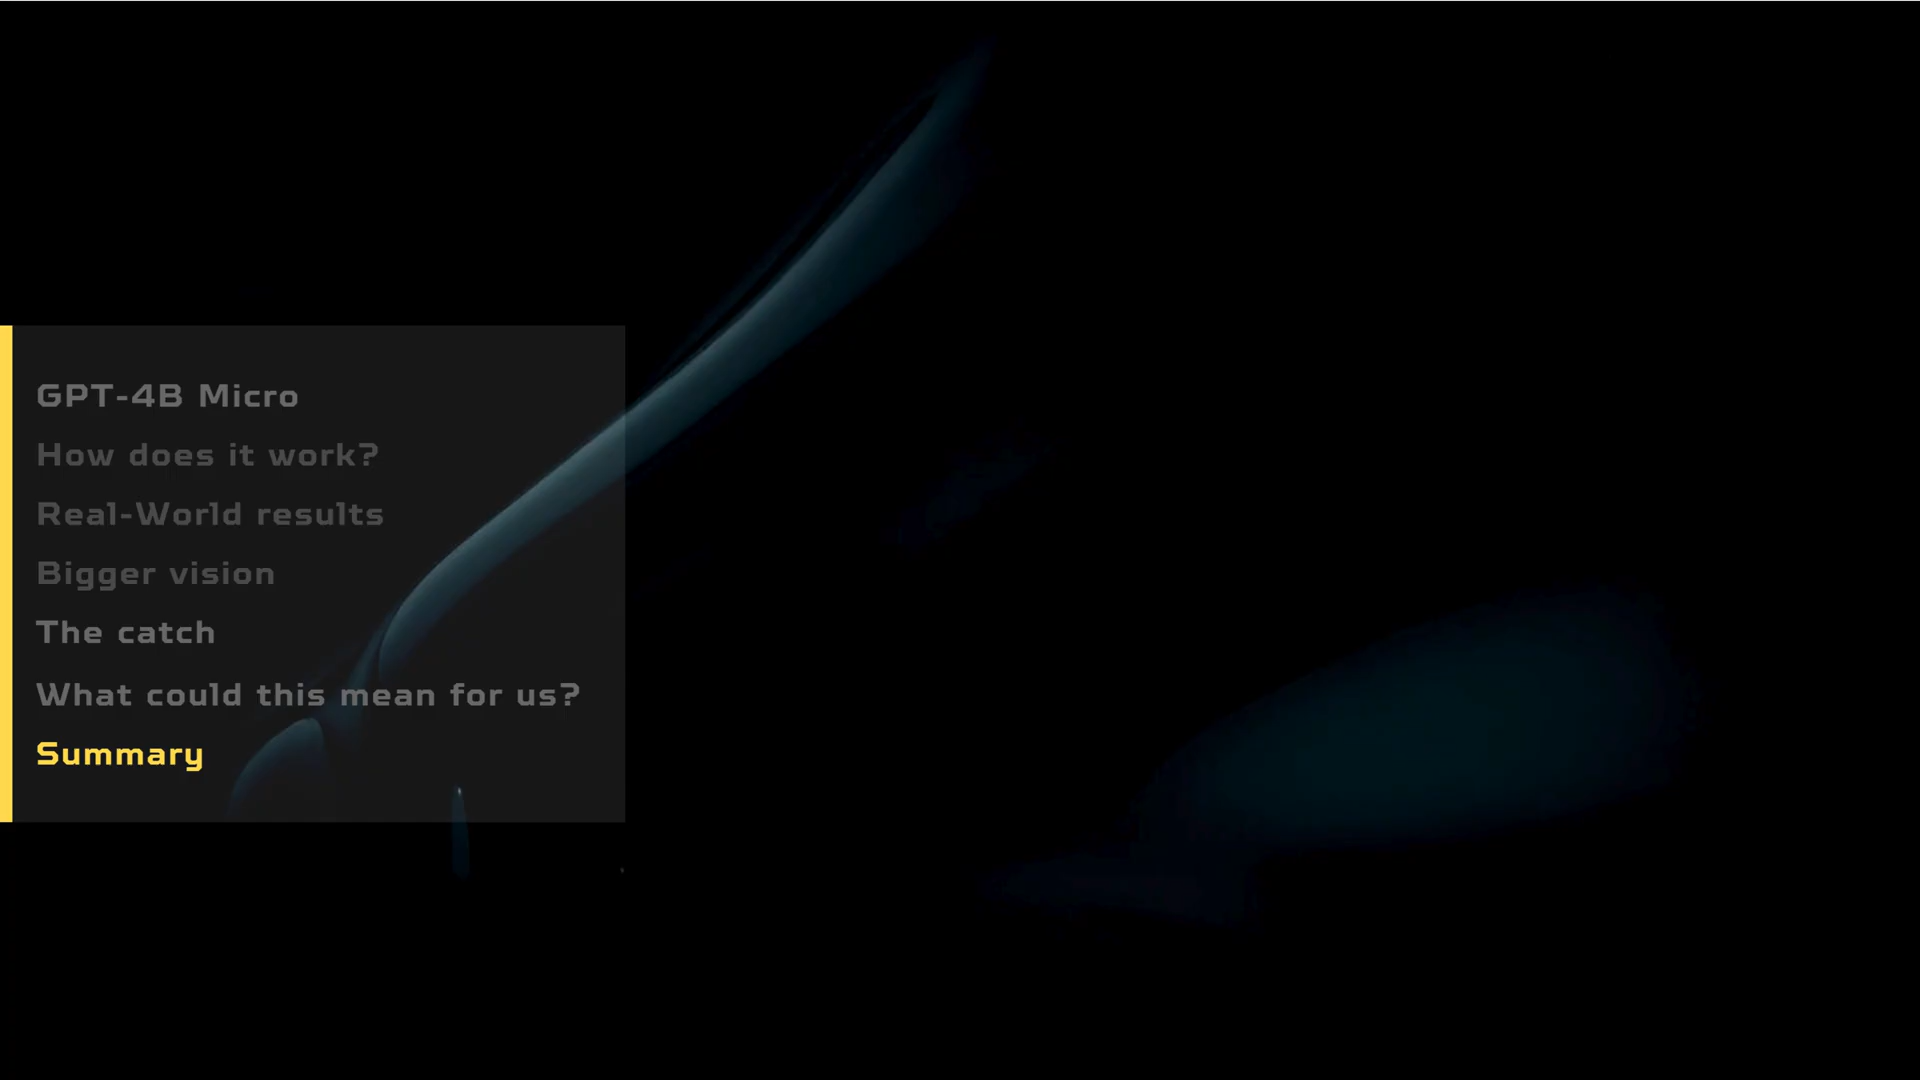 GPT-4B Micro
How does it work?
Real-World results
Bigger vision
The catch
What could this mean for us?
Summary